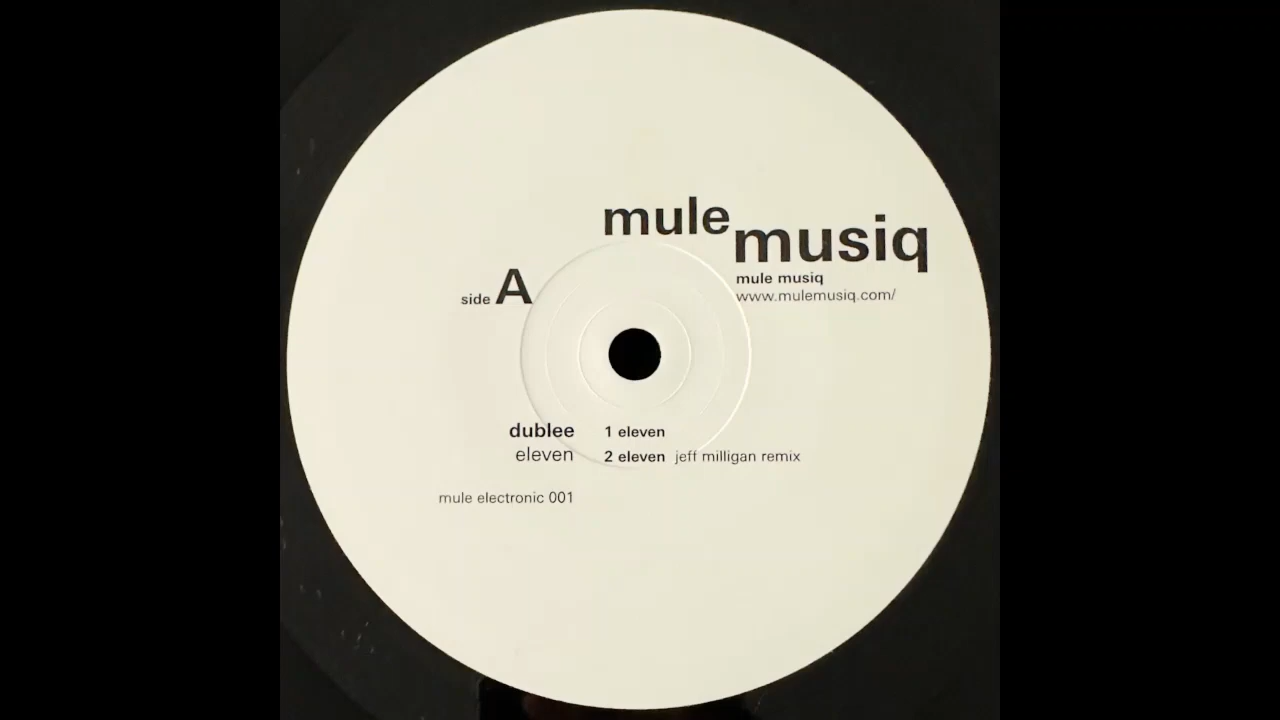 mule
musiq
mule musiq
www.mulemusiq.com/
side A
dublee 1 eleven
eleven 2 eleven jeff milligan remix
mule electronic 001